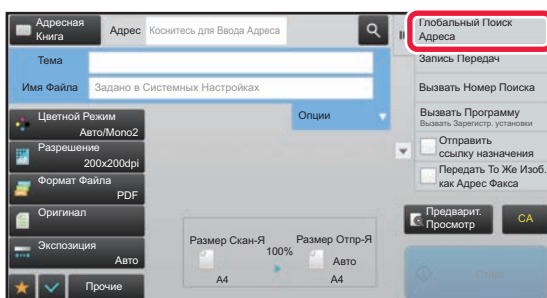 Адресная
Книга
Адрес
Коснитесь для Ввода Адреса
Тема
Имя Файла
Задано в Системных Настройках
Цветной Режим
Авто/Mono2
Опции
Разрешение
200x200dpi
Формат Файла
PDF
Оригинал
Экспозиция
Авто
Прочие
Размер Скан-Я
100%
Размер Отпр-Я
A4
Авто
A4
Глобальный Поиск
Адреса
Запись Передач
Вызвать Номер Поиска
Вызвать Программу
Вызвать Зарегистр. установки
Отправить
ссылку назначения
Передать То Же Изоб.
как Адрес Факса
Предварит.
Просмотр
CA
Старт